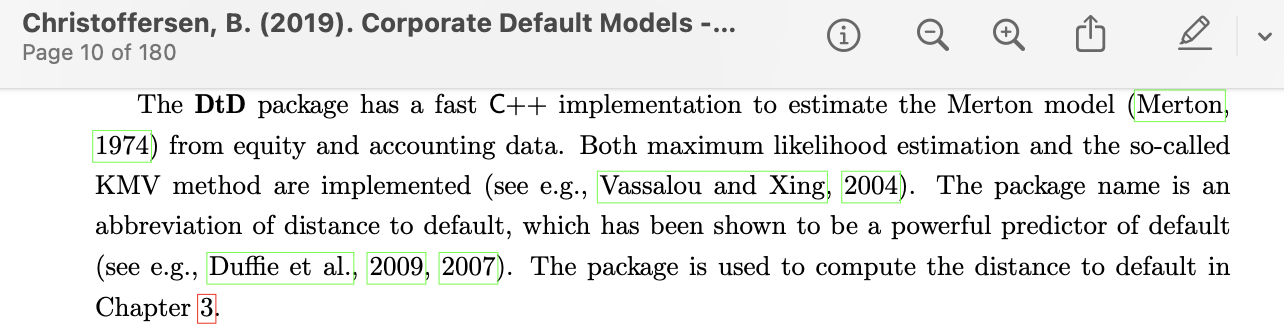 Christoffersen, B. (2019). Corporate Default Models -...
Page 10 of 180
The DtD package has a fast C++ implementation to estimate the Merton model (Merton,
1974) from equity and accounting data. Both maximum likelihood estimation and the so-called
KMV method are implemented (see e.g., Vassalou and Xing, 2004). The package name is an
abbreviation of distance to default, which has been shown to be a powerful predictor of default
(see e.g., Duffie et al., 2009, 2007). The package is used to compute the distance to default in
Chapter 3.